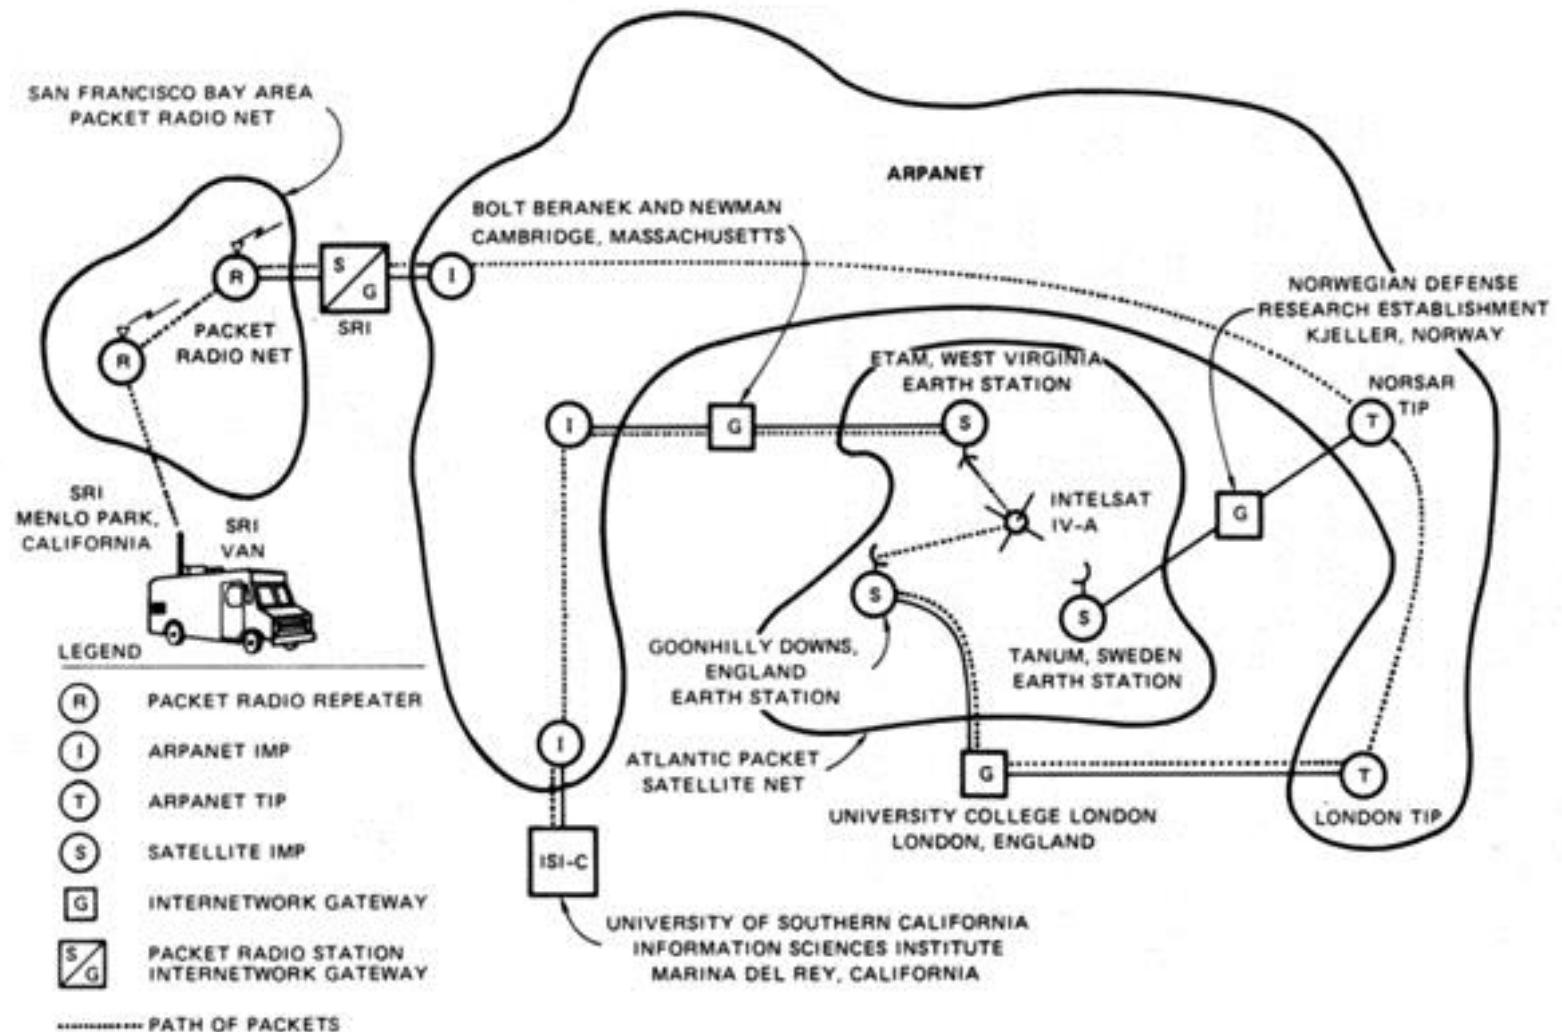 SAN FRANCISCO BAY AREA
PACKET RADIO NET
ARPANET
BOLT BERANEK AND NEWMAN
CAMBRIDGE, MASSACHUSETTS
R
S
G
I
SRI
PACKET
RADIO NET
R
NORWEGIAN DEFENSE
RESEARCH ESTABLISHMENT
KJELLER, NORWAY
ETAM, WEST VIRGINIA
EARTH STATION
NORSAR
TIP
I
G
S
T
INTELSAT
IV-A
G
SRI
MENLO PARK,
CALIFORNIA
SRI
VAN
S
S
GOONHILLY DOWNS,
ENGLAND
EARTH STATION
TANUM, SWEDEN
EARTH STATION
I
ATLANTIC PACKET
SATELLITE NET
G
T
UNIVERSITY COLLEGE LONDON
LONDON, ENGLAND
LONDON TIP
ISI-C
UNIVERSITY OF SOUTHERN CALIFORNIA
INFORMATION SCIENCES INSTITUTE
MARINA DEL REY, CALIFORNIA
LEGEND
R PACKET RADIO REPEATER
I ARPANET IMP
T ARPANET TIP
S SATELLITE IMP
G INTERNETWORK GATEWAY
S PACKET RADIO STATION
G INTERNETWORK GATEWAY
PATH OF PACKETS